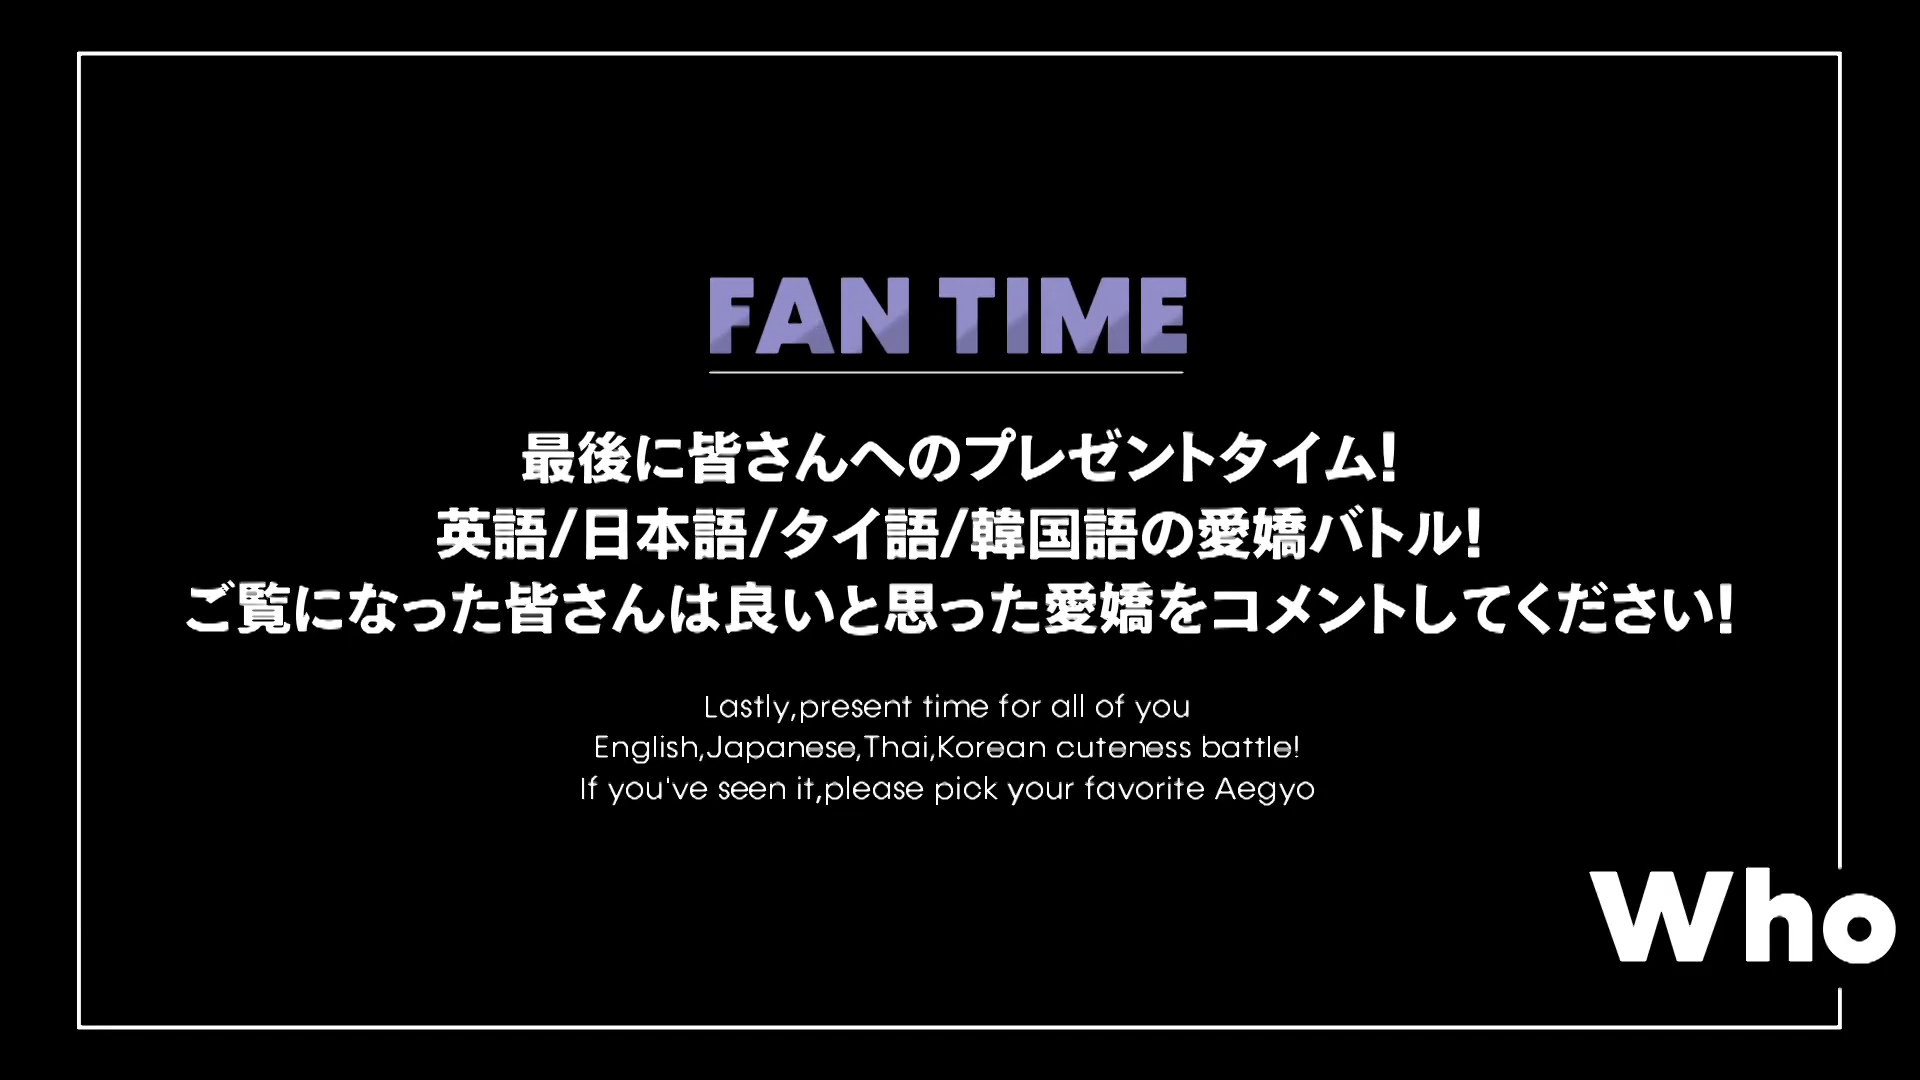 FAN TIME
最後に皆さんへのプレゼントタイム!
英語/日本語/タイ語/韓国語の愛嬌バトル!
ご覧になった皆さんは良いと思った愛嬌をコメントしてください!
Lastly,present time for all of you
English,Japanese,Thai,Korean cuteness battle!
If you've seen it,please pick your favorite Aegyo
Who